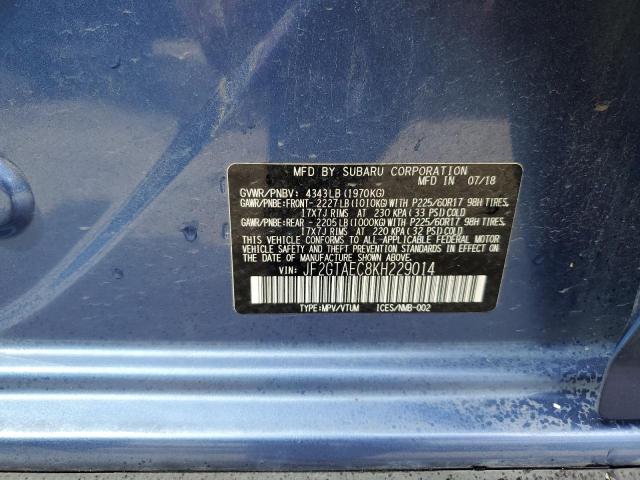 MFD BY SUBARU CORPORATION
MFD IN 07/18
GVWR/PNBV: 4343LB(1970KG)
GAWR/PNBE:FRONT-2227LB(1010KG)WITH P225/60R17 98H TIRES,
17X7J RIMS AT 230 KPA(33 PSI)COLD
GAWR/PNBE:REAR -2205LB(1000KG)WITH P225/60R17 98H TIRES,
17X7J RIMS AT 220 KPA(32 PSI)COLD
THIS VEHICLE CONFORMS TO ALL APPLICABLE FEDERAL MOTOR
VEHICLE SAFETY AND THEFT PREVENTION STANDARDS IN EFFECT ON
THE DATE OF MANUFACTURE SHOWN ABOVE.
VIN: JF2GTAEC8KH229014
TYPE:MPV/VTUM ICES/NMB-002